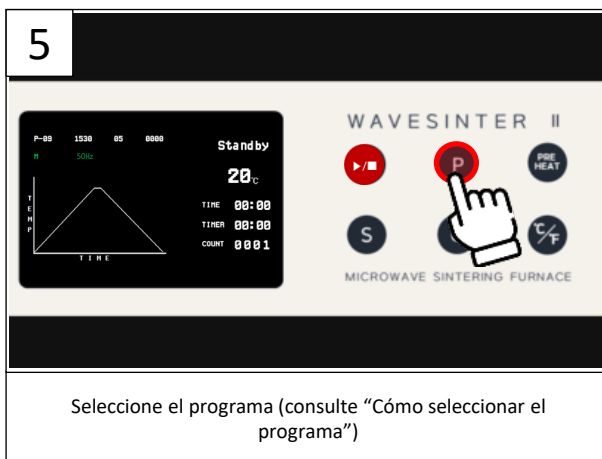 5
P-09 1530 05 0000
M 50Hz
Standby
20℃
TIME 00:00
TIMER 00:00
COUNT 0001
TEMP
TIME
WAVESINTER II
P
PRE
HEAT
S
℃/℉
MICROWAVE SINTERING FURNACE
Seleccione el programa (consulte “Cómo seleccionar el
programa”)